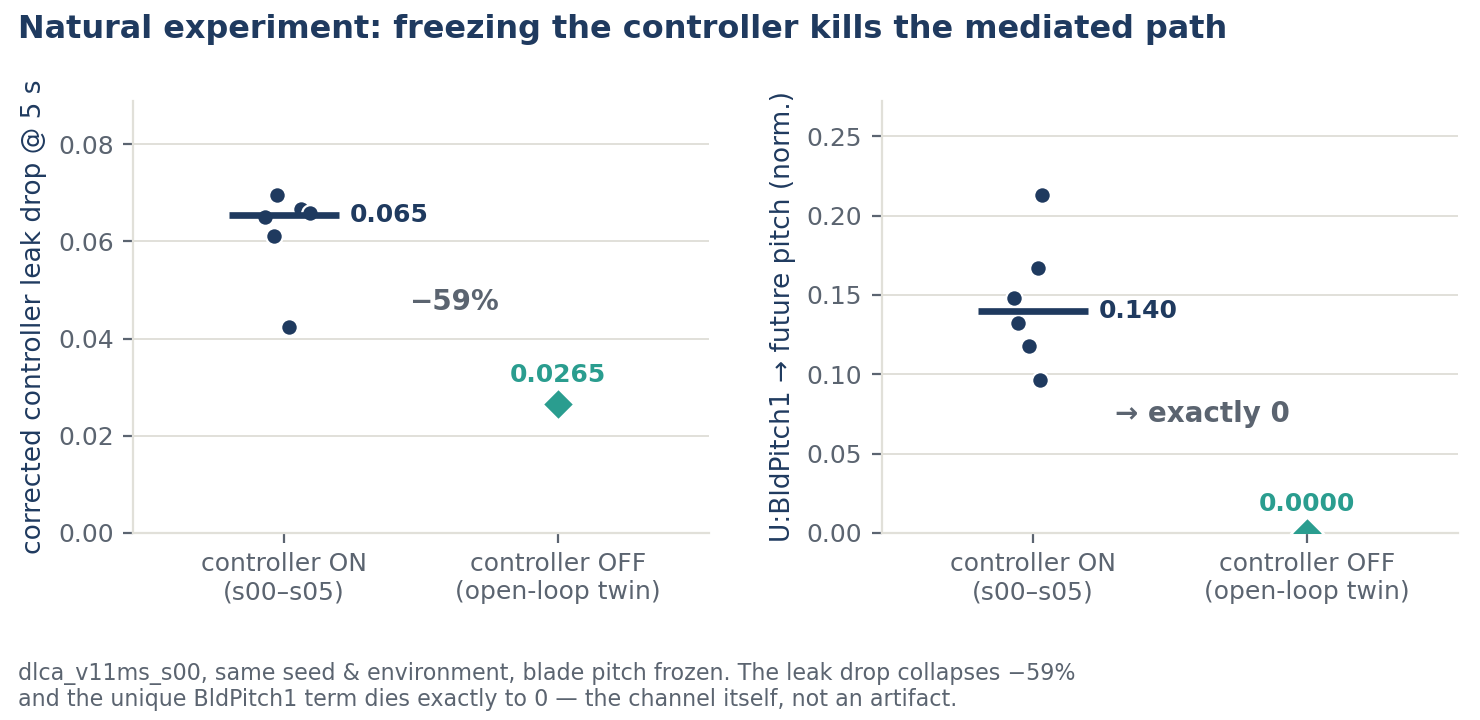 Natural experiment: freezing the controller kills the mediated path
corrected controller leak drop @ 5 s
0.08
0.06
0.04
0.02
0.00
0.065
−59%
0.0265
controller ON
(s00–s05)
controller OFF
(open-loop twin)
U:BldPitch1 → future pitch (norm.)
0.25
0.20
0.15
0.10
0.05
0.00
0.140
→ exactly 0
0.0000
controller ON
(s00–s05)
controller OFF
(open-loop twin)
dlca_v11ms_s00, same seed & environment, blade pitch frozen. The leak drop collapses −59%
and the unique BldPitch1 term dies exactly to 0 — the channel itself, not an artifact.